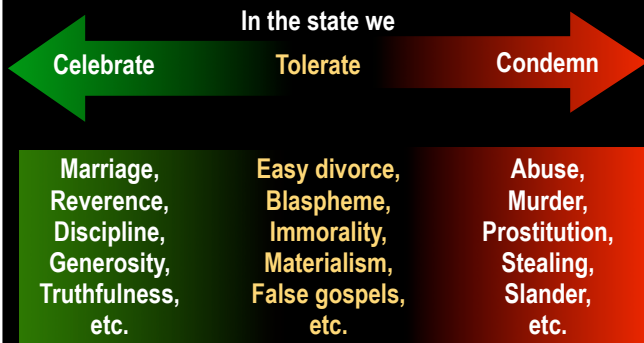 In the state we
Celebrate Tolerate Condemn
Marriage,
Reverence,
Discipline,
Generosity,
Truthfulness,
etc.
Easy divorce,
Blaspheme,
Immorality,
Materialism,
False gospels,
etc.
Abuse,
Murder,
Prostitution,
Stealing,
Slander,
etc.